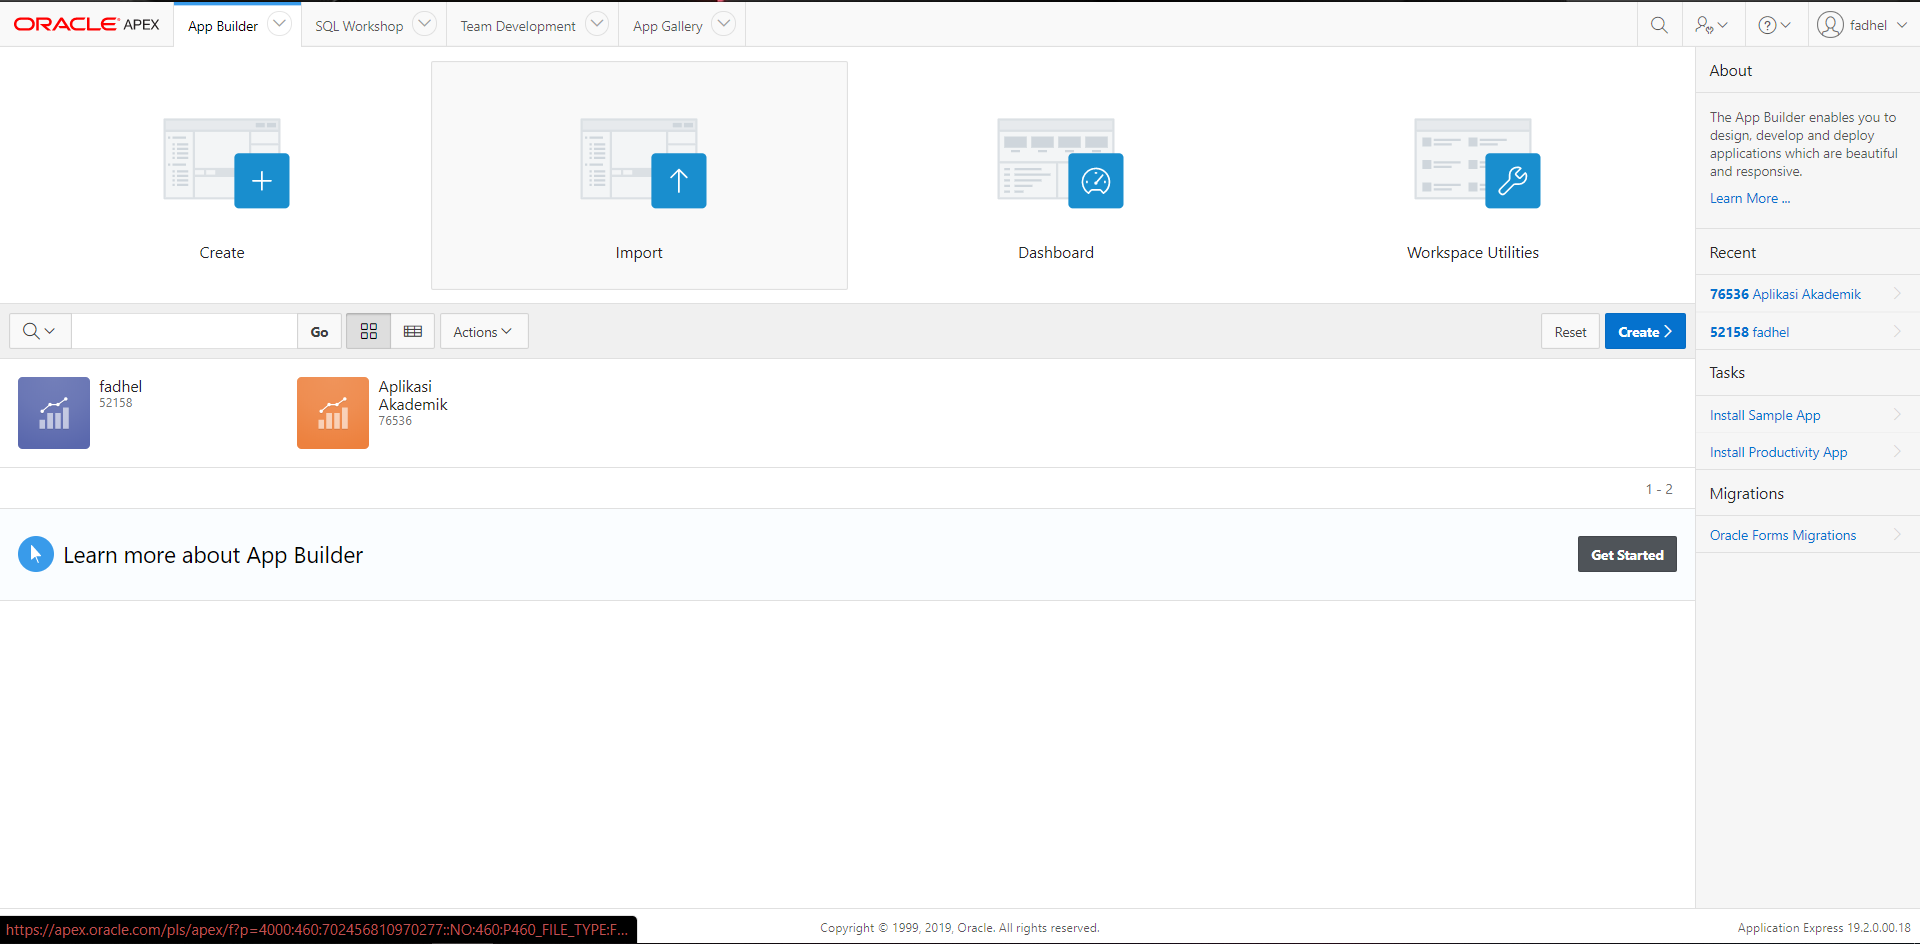 ORACLE APEX
App Builder
SQL Workshop
Team Development
App Gallery
fadhel
Create
Import
Dashboard
Workspace Utilities
Go
Actions
Reset
Create
fadhel
52158
Aplikasi
Akademik
76536
1 - 2
Learn more about App Builder
Get Started
About
The App Builder enables you to
design, develop and deploy
applications which are beautiful
and responsive.
Learn More ...
Recent
76536 Aplikasi Akademik
52158 fadhel
Tasks
Install Sample App
Install Productivity App
Migrations
Oracle Forms Migrations
https://apex.oracle.com/pls/apex/f?p=4000:460:702456810970277::NO:460:P460_FILE_TYPE:F...
Copyright © 1999, 2019, Oracle. All rights reserved.
Application Express 19.2.0.00.18